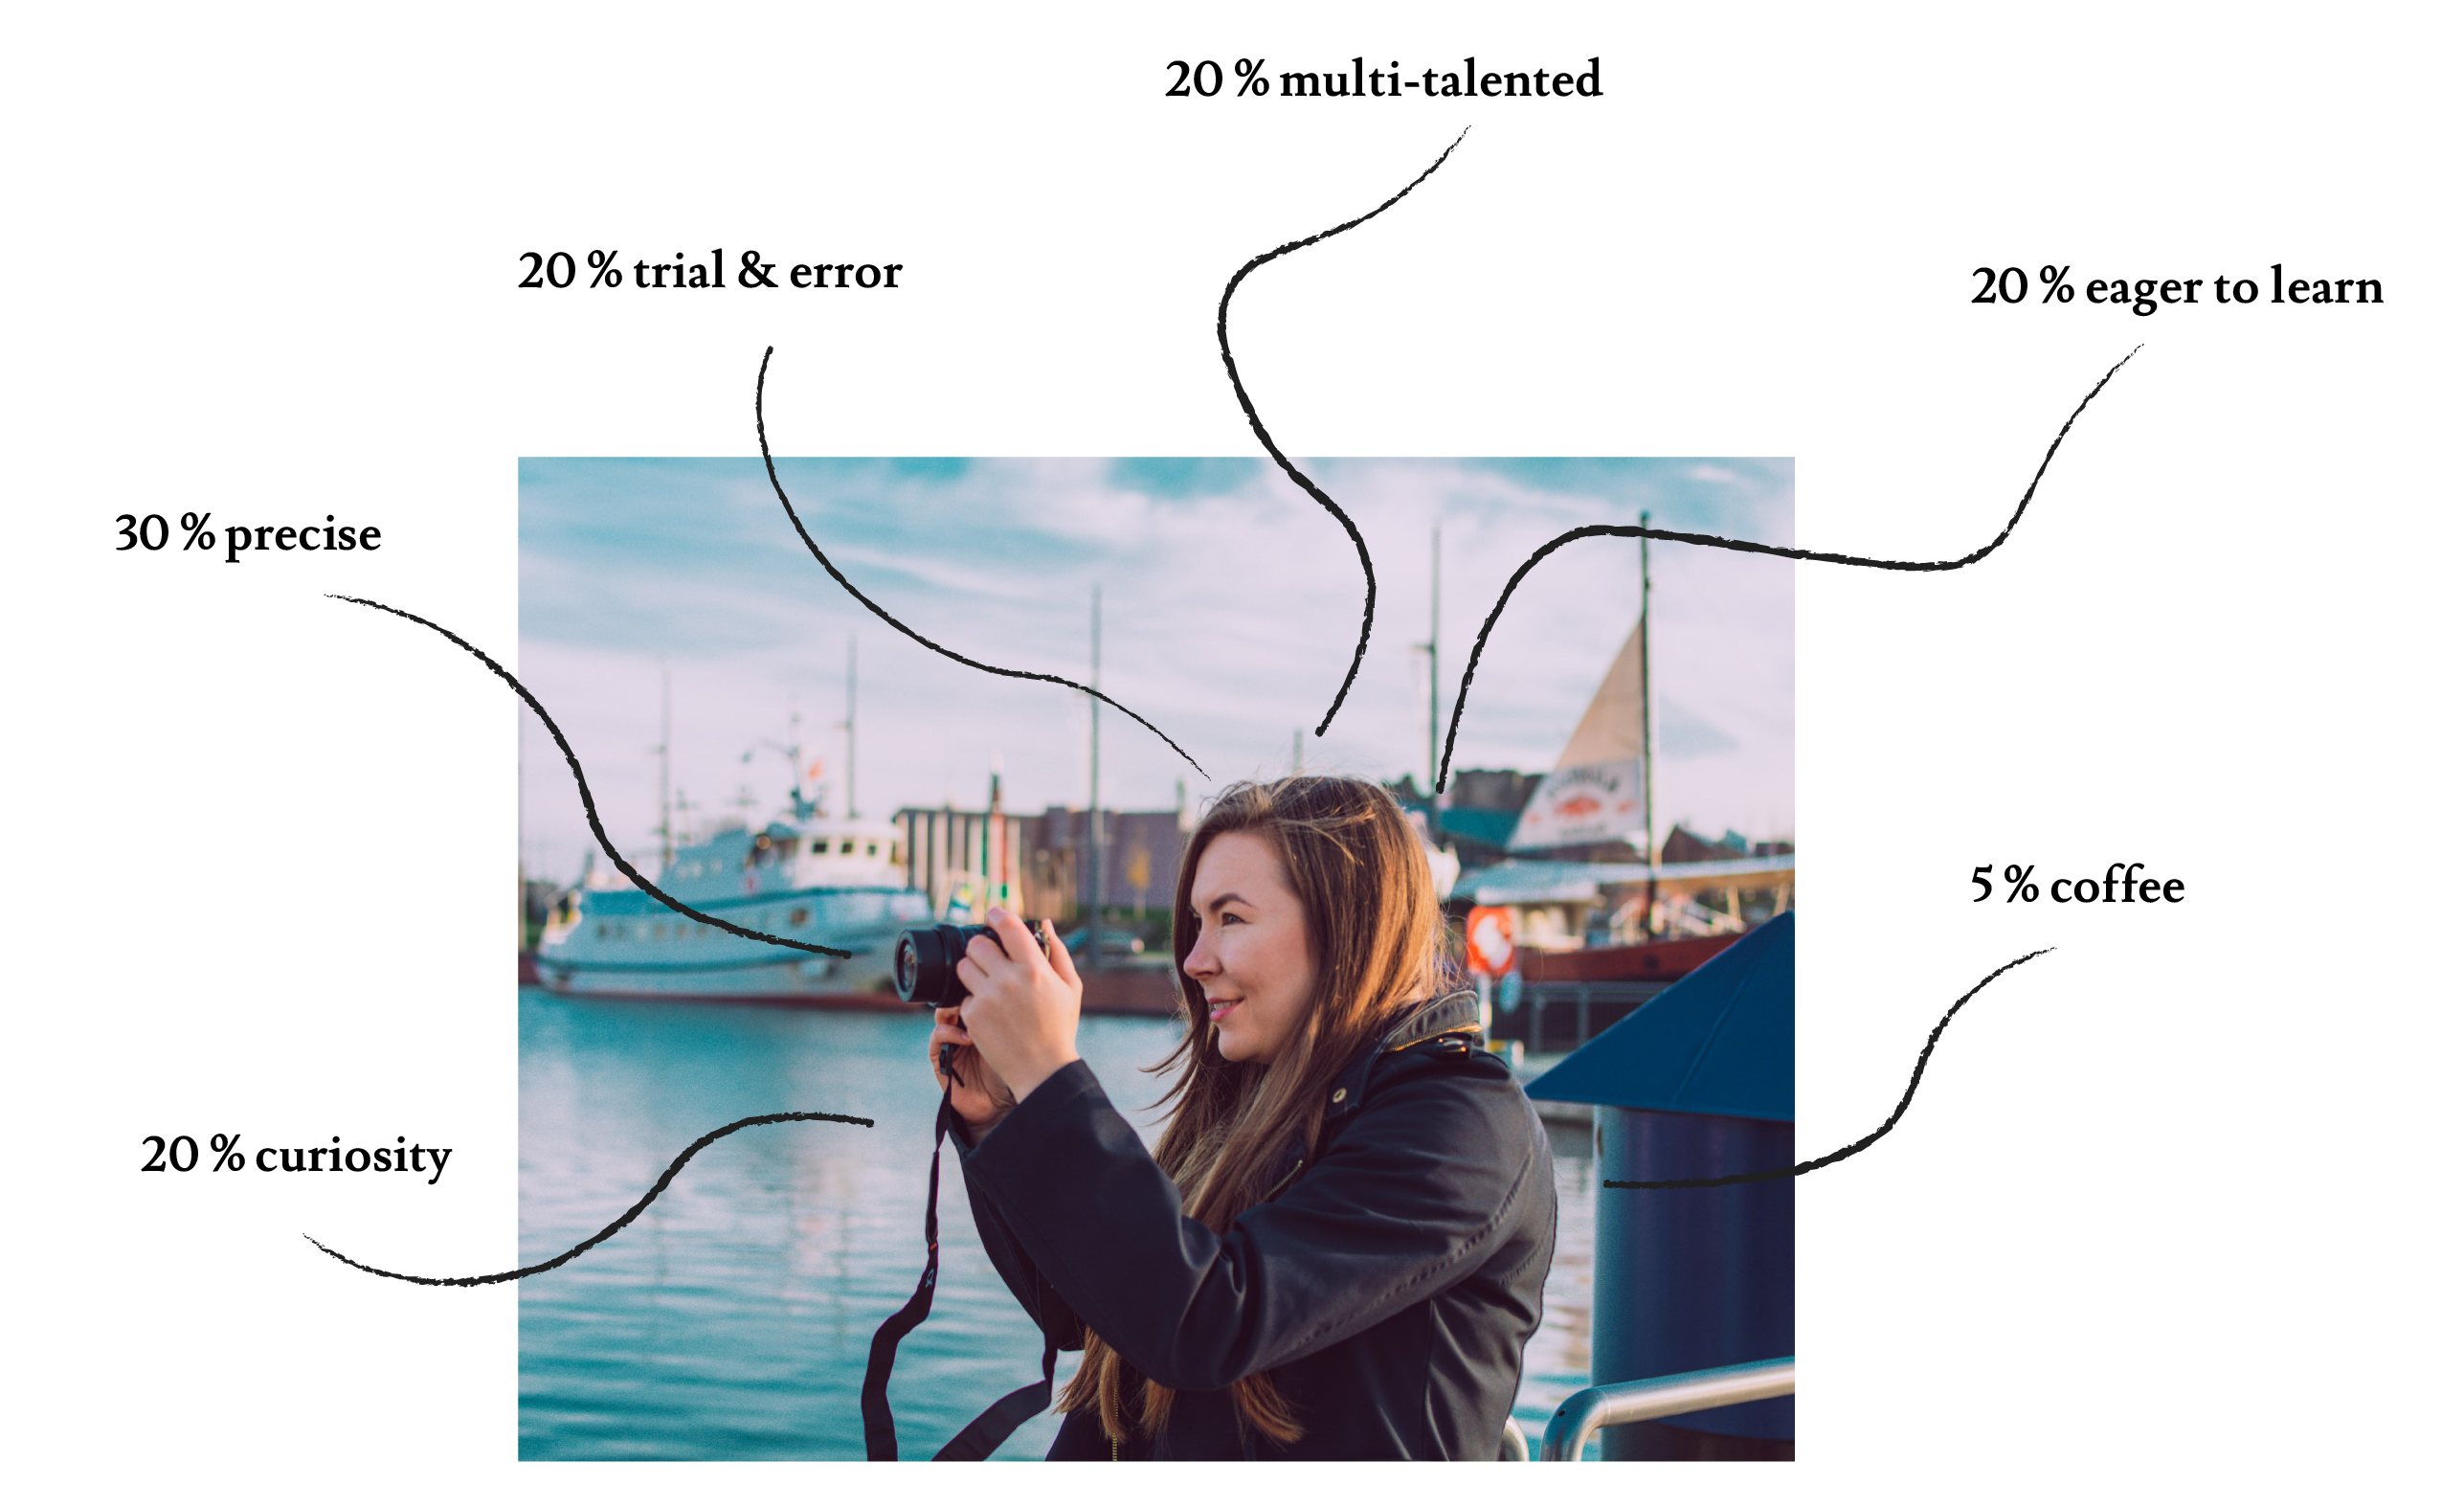 20 % multi-talented
20 % trial & error
20 % eager to learn
30 % precise
5 % coffee
20 % curiosity